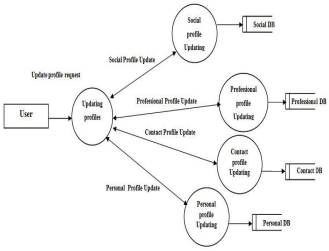 Social
profile
Updating
Social DB
Social Profile Update
Update profile request
Professional
profile
Updating
Professional DB
Professional Profile Update
User
Updating
profiles
Contact Profile Update
Contact
profile
Updating
Contact DB
Personal Profile Update
Personal
profile
Updating
Personal DB